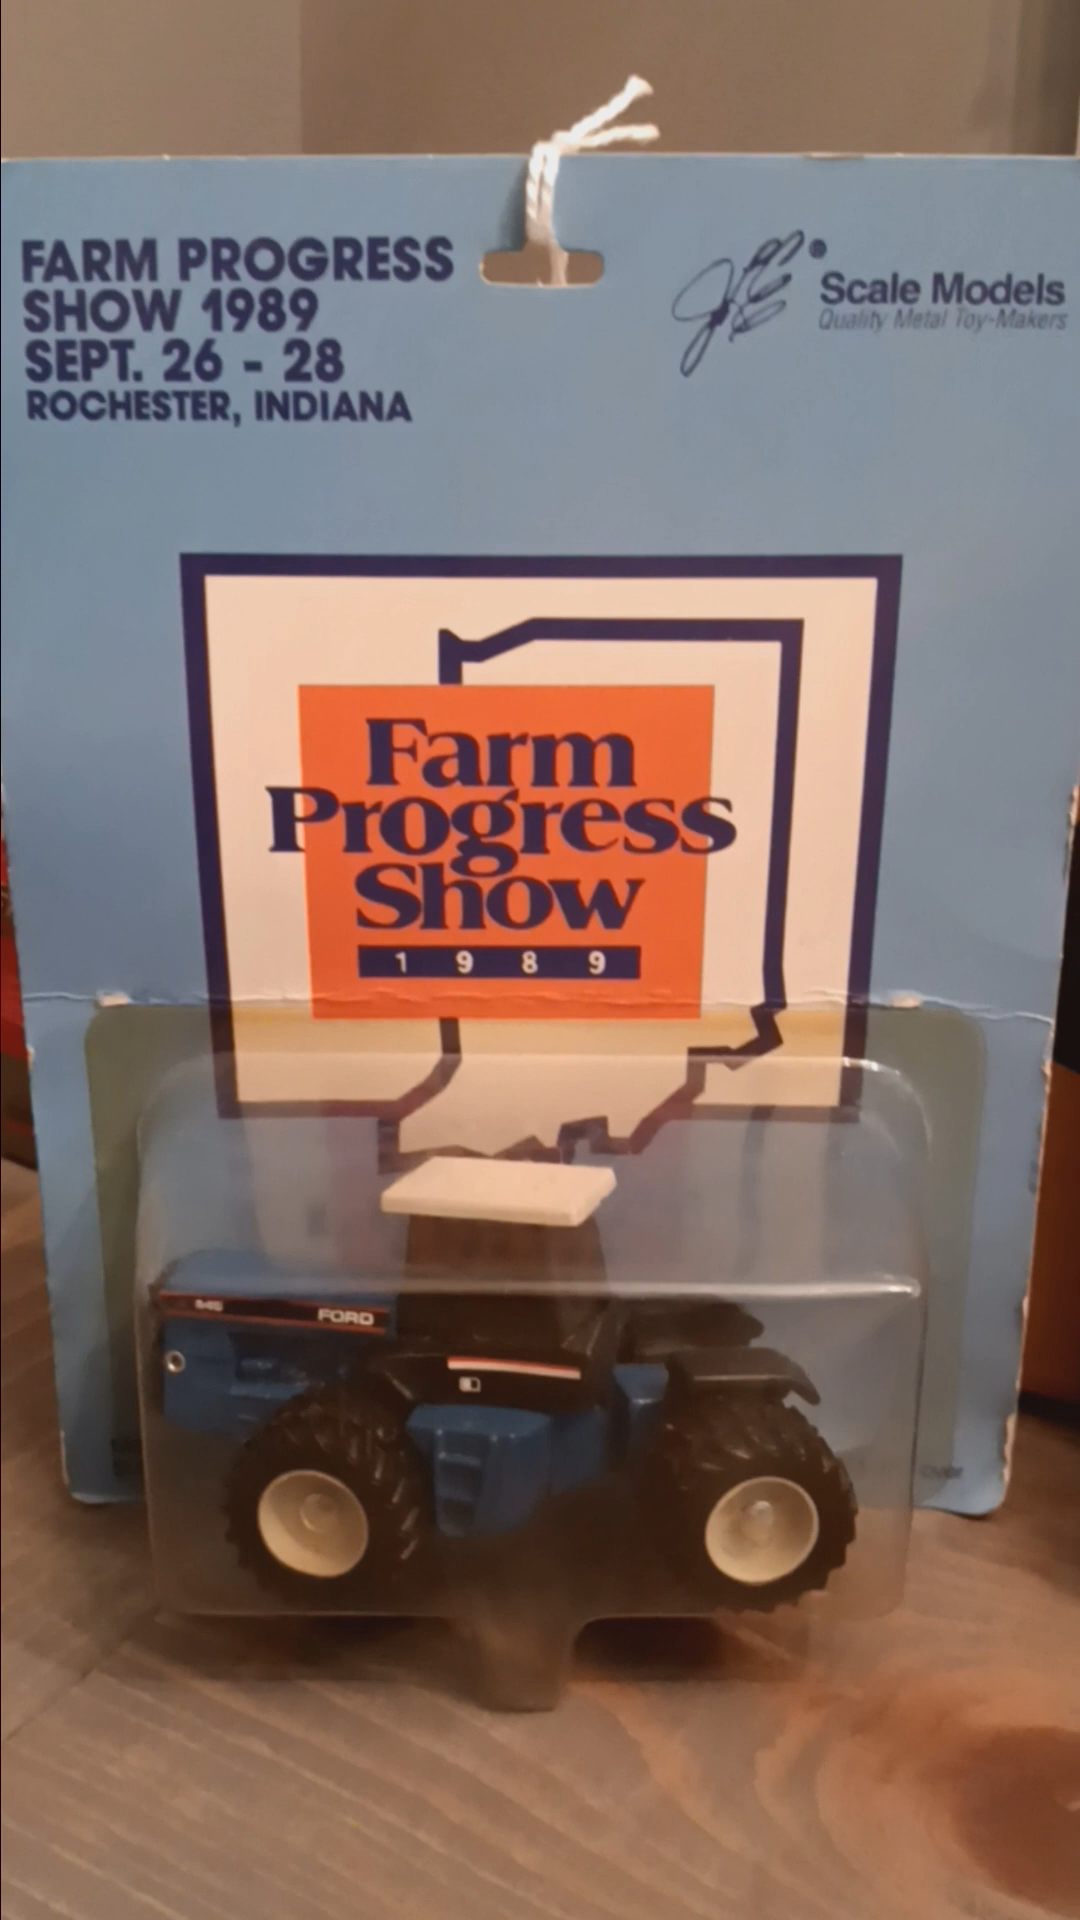 FARM PROGRESS
SHOW 1989
SEPT. 26 - 28
ROCHESTER, INDIANA
Scale Models
Quality Metal Toy-Makers
Farm
Progress
Show
1 9 8 9
FORD
over